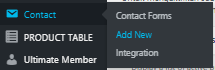 Contact
PRODUCT TABLE
Ultimate Member
Contact Forms
Add New
Integration